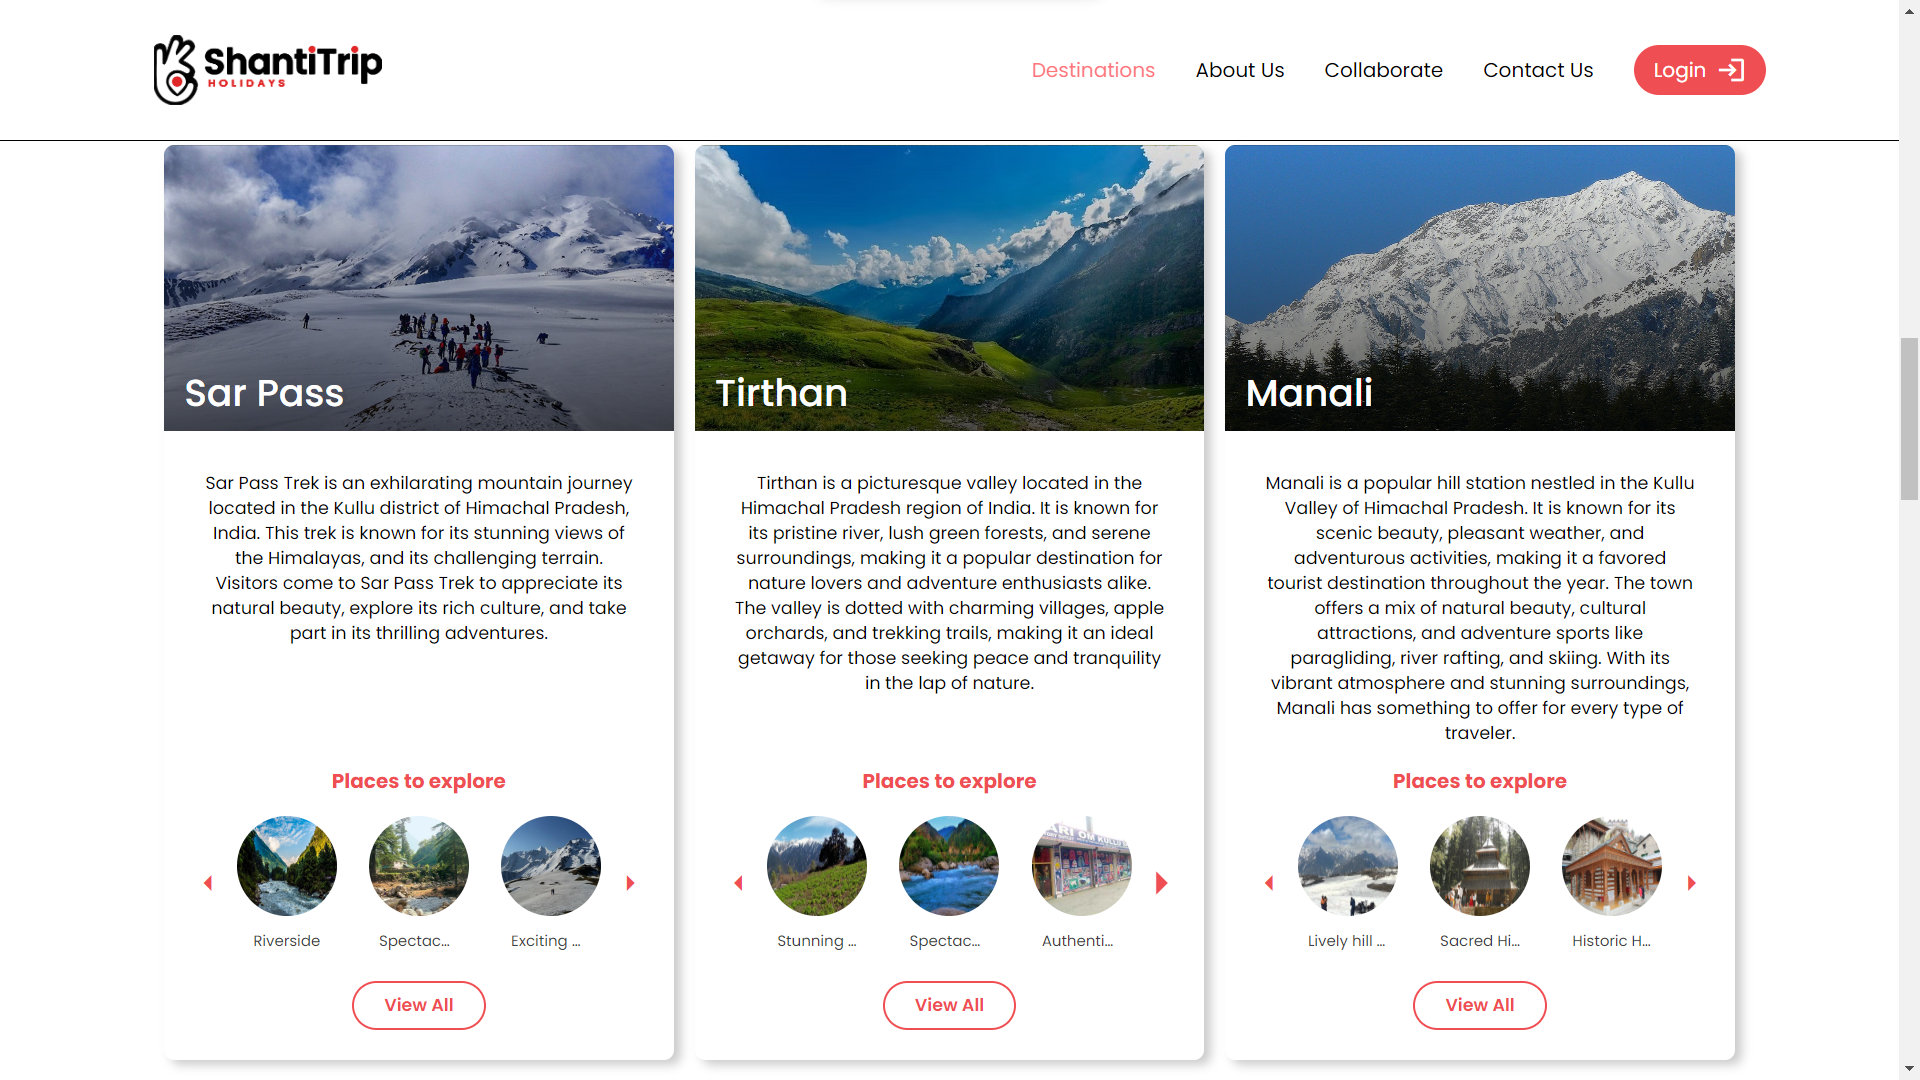 ShantiTrip
HOLIDAYS
Destinations
About Us
Collaborate
Contact Us
Login
Sar Pass
Sar Pass Trek is an exhilarating mountain journey
located in the Kullu district of Himachal Pradesh,
India. This trek is known for its stunning views of
the Himalayas, and its challenging terrain.
Visitors come to Sar Pass Trek to appreciate its
natural beauty, explore its rich culture, and take
part in its thrilling adventures.
Places to explore
Riverside
Spectac...
Exciting ...
View All
Tirthan
Tirthan is a picturesque valley located in the
Himachal Pradesh region of India. It is known for
its pristine river, lush green forests, and serene
surroundings, making it a popular destination for
nature lovers and adventure enthusiasts alike.
The valley is dotted with charming villages, apple
orchards, and trekking trails, making it an ideal
getaway for those seeking peace and tranquility
in the lap of nature.
Places to explore
ARI OM KULLU
Stunning ...
Spectac...
Authenti...
View All
Manali
Manali is a popular hill station nestled in the Kullu
Valley of Himachal Pradesh. It is known for its
scenic beauty, pleasant weather, and
adventurous activities, making it a favored
tourist destination throughout the year. The town
offers a mix of natural beauty, cultural
attractions, and adventure sports like
paragliding, river rafting, and skiing. With its
vibrant atmosphere and stunning surroundings,
Manali has something to offer for every type of
traveler.
Places to explore
Lively hill ...
Sacred Hi...
Historic H...
View All